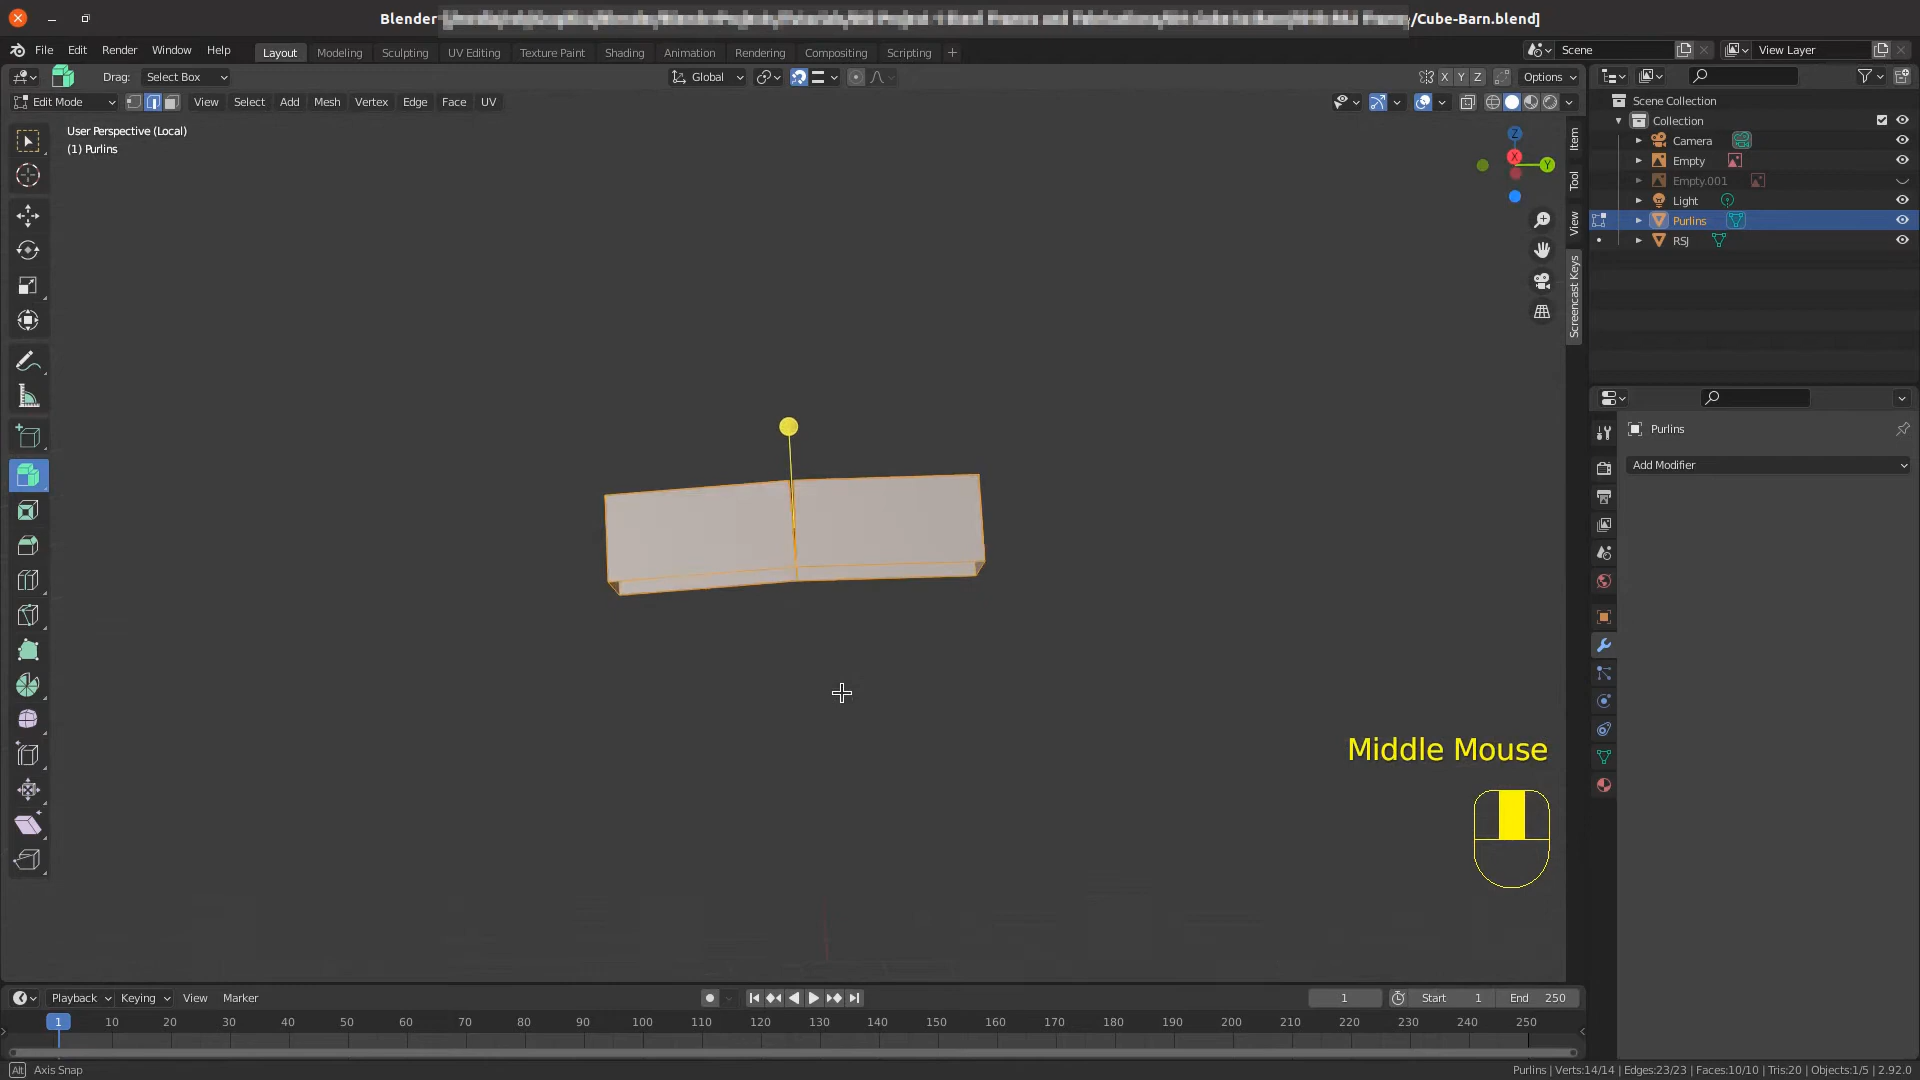 Blender
/Cube-Barn.blend]
File Edit Render Window Help
Layout Modeling Sculpting UV Editing Texture Paint Shading Animation Rendering Compositing Scripting
Scene
View Layer
Drag: Select Box
Global
X Y Z
Options
Edit Mode
View Select Add Mesh Vertex Edge Face UV
User Perspective (Local)
(1) Purlins
Z
X
Y
Item
Tool
View
Screencast Keys
Scene Collection
Collection
Camera
Empty
Empty.001
Light
Purlins
RSJ
Purlins
Add Modifier
Middle Mouse
Playback Keying View Marker
1
Start 1
End 250
1 10 20 30 40 50 60 70 80 90 100 110 120 130 140 150 160 170 180 190 200 210 220 230 240 250
Alt Axis Snap
Purlins | Verts:14/14 | Edges:23/23 | Faces:10/10 | Tris:20 | Objects:1/5 | 2.92.0